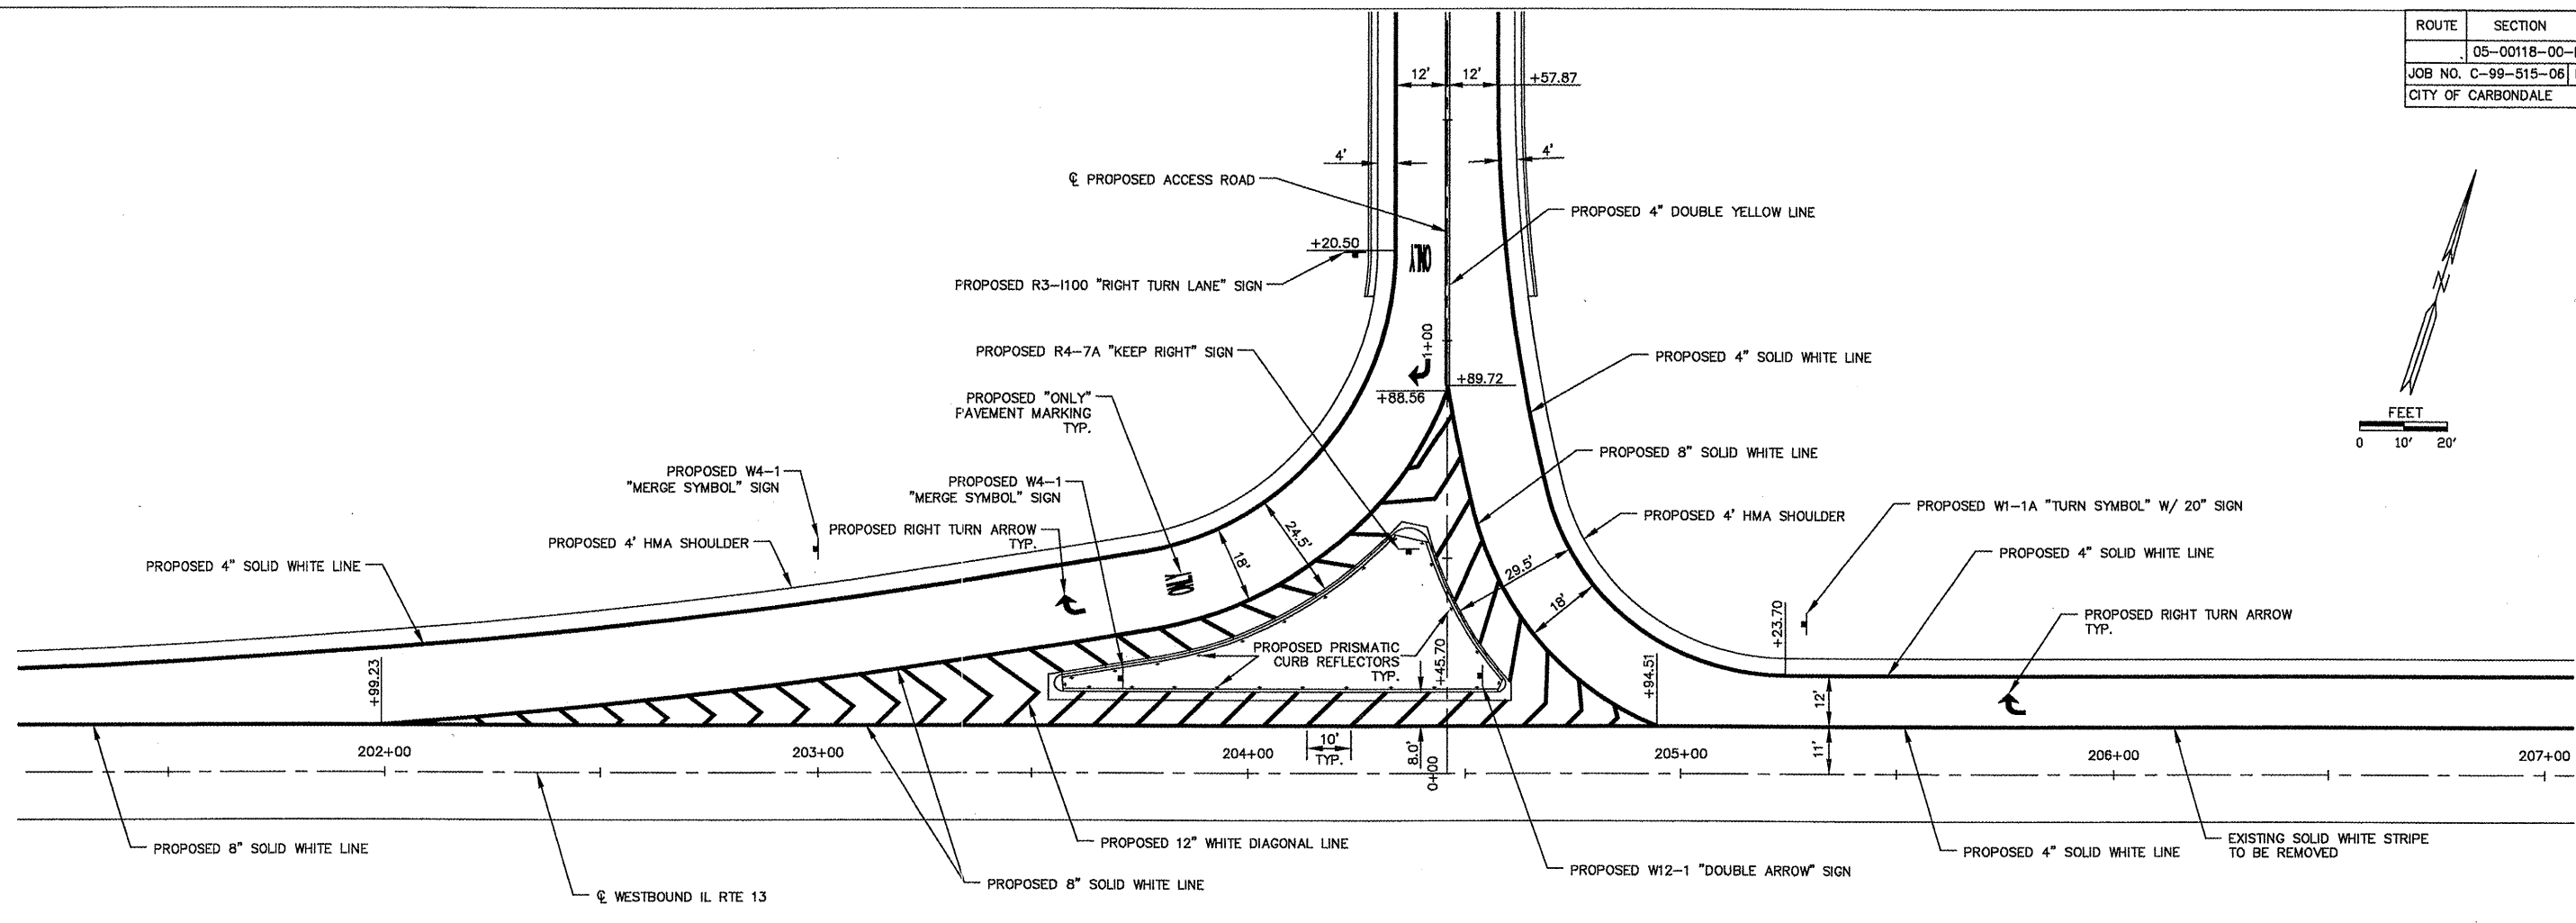 ROUTE SECTION
05-00118-00-
JOB NO. C-99-515-06
CITY OF CARBONDALE
12' 12' +57.87
4' 4'
℄ PROPOSED ACCESS ROAD
PROPOSED 4" DOUBLE YELLOW LINE
+20.50
ONLY
PROPOSED R3-I100 "RIGHT TURN LANE" SIGN
N
1+00
PROPOSED R4-7A "KEEP RIGHT" SIGN
PROPOSED 4" SOLID WHITE LINE
+89.72
+88.56
PROPOSED "ONLY"
PAVEMENT MARKING
TYP.
FEET
0 10' 20'
PROPOSED 8" SOLID WHITE LINE
PROPOSED W4-1
"MERGE SYMBOL" SIGN
PROPOSED W4-1
"MERGE SYMBOL" SIGN
PROPOSED W1-1A "TURN SYMBOL" W/ 20" SIGN
PROPOSED 4' HMA SHOULDER
PROPOSED RIGHT TURN ARROW
TYP.
24.5'
18'
PROPOSED 4' HMA SHOULDER
PROPOSED 4" SOLID WHITE LINE
PROPOSED 4" SOLID WHITE LINE
ONLY
29.5'
18'
PROPOSED RIGHT TURN ARROW
TYP.
+23.70
PROPOSED PRISMATIC
CURB REFLECTORS
TYP.
+45.70
+94.51
+99.23
12'
11'
202+00 203+00 204+00 205+00 206+00 207+00
10'
TYP.
8.0'
0+00
PROPOSED 8" SOLID WHITE LINE
PROPOSED 12" WHITE DIAGONAL LINE
EXISTING SOLID WHITE STRIPE
TO BE REMOVED
PROPOSED 4" SOLID WHITE LINE
PROPOSED W12-1 "DOUBLE ARROW" SIGN
PROPOSED 8" SOLID WHITE LINE
℄ WESTBOUND IL RTE 13